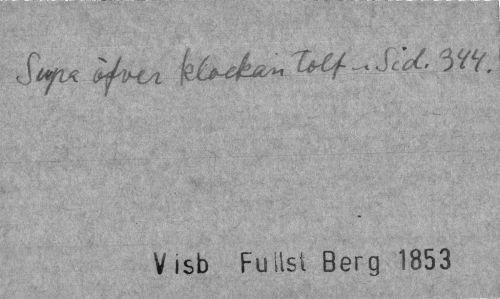 Supa öfver klockan tolf. Sid. 344.
Visb Fullst Berg 1853